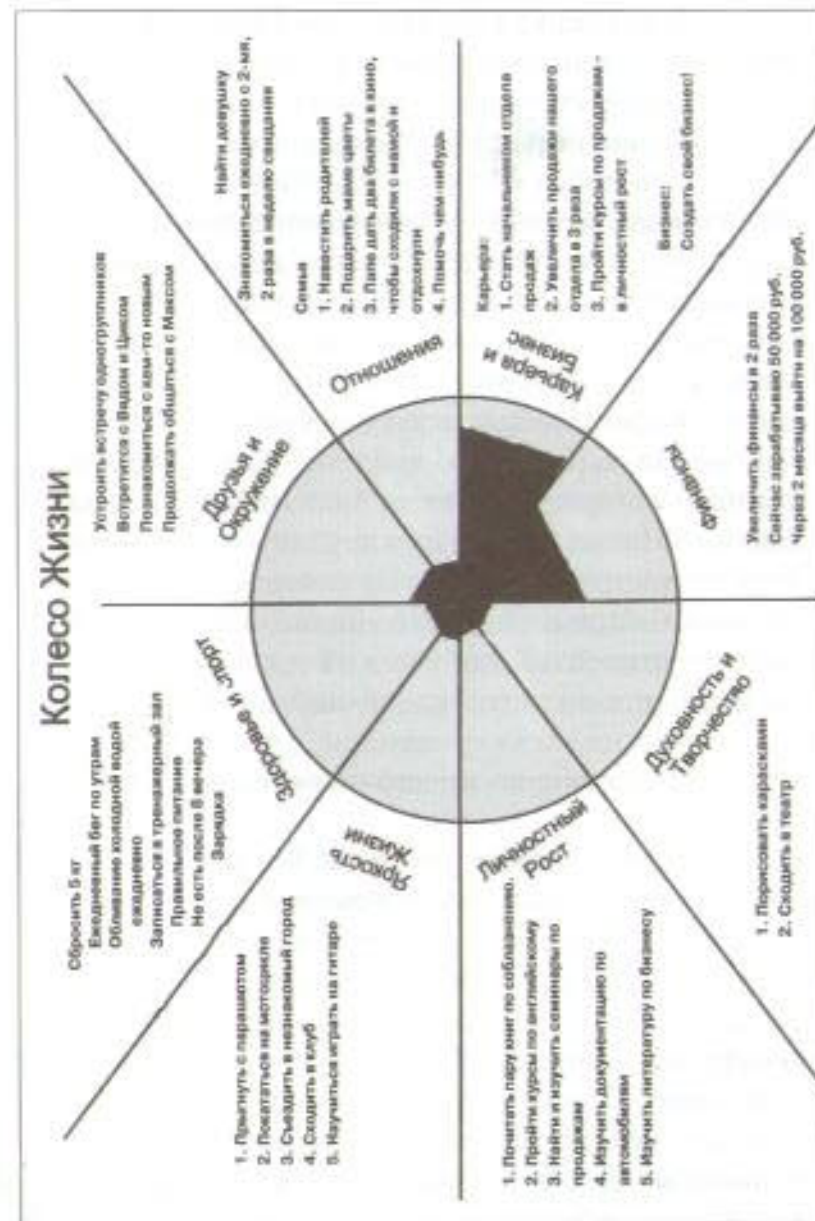 Колесо Жизни
Сбросить 5 кг
Ежедневный бег по утрам
Обливание холодной водой
ежедневно
Записаться в тренажерный зал
Правильное питание
Не есть после 6 вечера
Зарядка
Устроить встречу одногруппников
Встретится с Вадом и Циком
Познакомиться с кем-то новым
Продолжать общаться с Максом
Здоровье и Спорт
Друзья и
Окружение
Найти девушку
Знакомиться ежедневно с 2-мя,
2 раза в неделю свидания
Семья
1. Навестить родителей
2. Подарить маме цветы
3. Папе дать два билета в кино,
чтобы сходили с мамой и
отдохнули
4. Помочь чем-нибудь
Отношения
1. Прыгнуть с парашютом
2. Покататься на мотоцикле
3. Съездить в незнакомый город
4. Сходить в клуб
5. Научиться играть на гитаре
Яркость
Жизни
Карьера и
Бизнес
Карьера:
1. Стать начальником отдела
продаж
2. Увеличить продажи нашего
отдела в 3 раза
3. Пройти курсы по продажам -
в личностный рост
Бизнес:
Создать свой бизнес!
Личностный
Рост
1. Почитать пару книг по соблазнению.
2. Пройти курсы по английскому
3. Найти и изучить семинары по
продажам
4. Изучить документацию по
автомобилям
5. Изучить литературу по бизнесу
Духовность и
Творчество
1. Порисовать карасками
2. Сходить в театр
Финансы
Увеличить финансы в 2 раза
Сейчас зарабатываю 50 000 руб.
Через 2 месяца выйти на 100 000 руб.